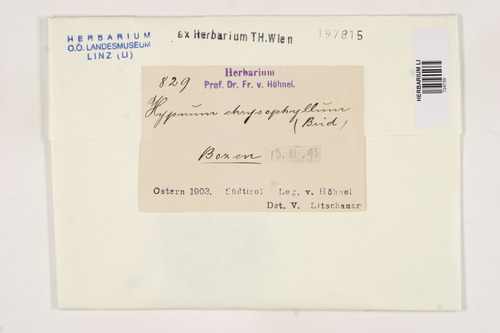 HERBARIUM
O.Ö. LANDESMUSEUM
LINZ (LI)
Ex Herbarium TH.Wien
197815
HERBARIUM LI
829
Herbarium
Prof. Dr. Fr. v. Höhnel.
Hypnum chrysophyllum
(Brid)
Bozen
Ostern 1903, Südtirol Leg. v. Höhnel
Det. V. Litschauer